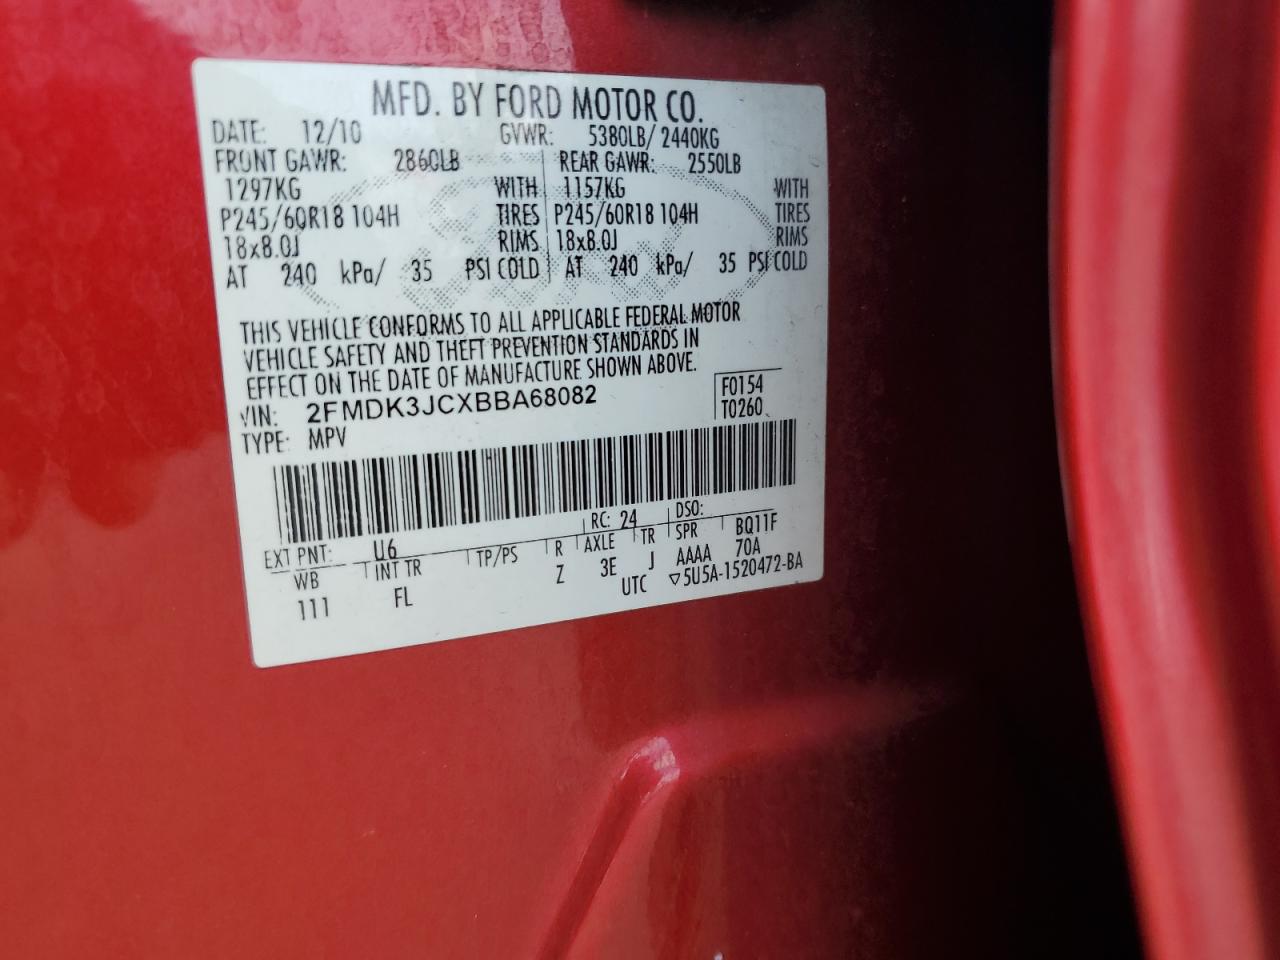 MFD. BY FORD MOTOR CO.
DATE: 12/10 GVWR: 5380LB/ 2440KG
FRONT GAWR: 2860LB REAR GAWR: 2550LB
1297KG WITH 1157KG WITH
P245/60R18 104H TIRES P245/60R18 104H TIRES
18x8.0J RIMS 18x8.0J RIMS
AT 240 kPa/ 35 PSI COLD AT 240 kPa/ 35 PSI COLD
THIS VEHICLE CONFORMS TO ALL APPLICABLE FEDERAL MOTOR
VEHICLE SAFETY AND THEFT PREVENTION STANDARDS IN
EFFECT ON THE DATE OF MANUFACTURE SHOWN ABOVE.
VIN: 2FMDK3JCXBBA68082 F0154
TYPE: MPV T0260
EXT PNT: U6 RC: 24 DSO:
WB INT TR TP/PS R AXLE TR SPR BQ11F
111 FL Z 3E J AAAA 70A
UTC ▽5U5A-1520472-BA